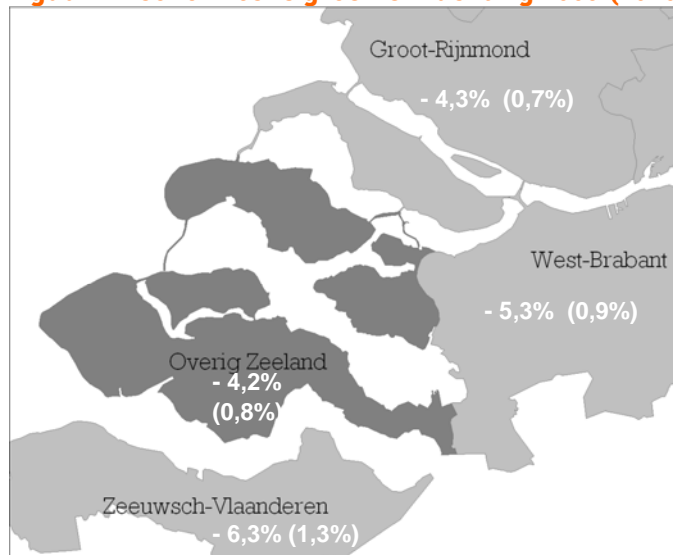 Groot-Rijnmond
- 4,3% (0,7%)
West-Brabant
- 5,3% (0,9%)
Overig Zeeland
- 4,2%
(0,8%)
Zeeuwsch-Vlaanderen
- 6,3% (1,3%)